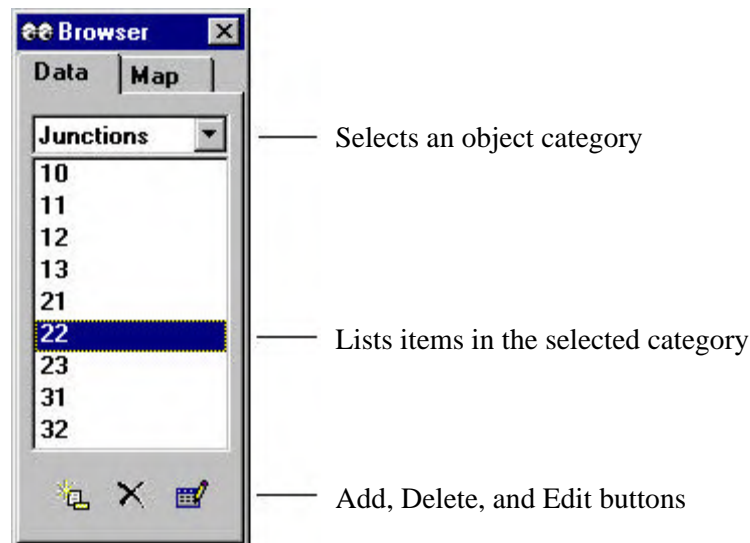 Browser
Data Map
Junctions
Selects an object category
10
11
12
13
21
22
Lists items in the selected category
23
31
32
Add, Delete, and Edit buttons